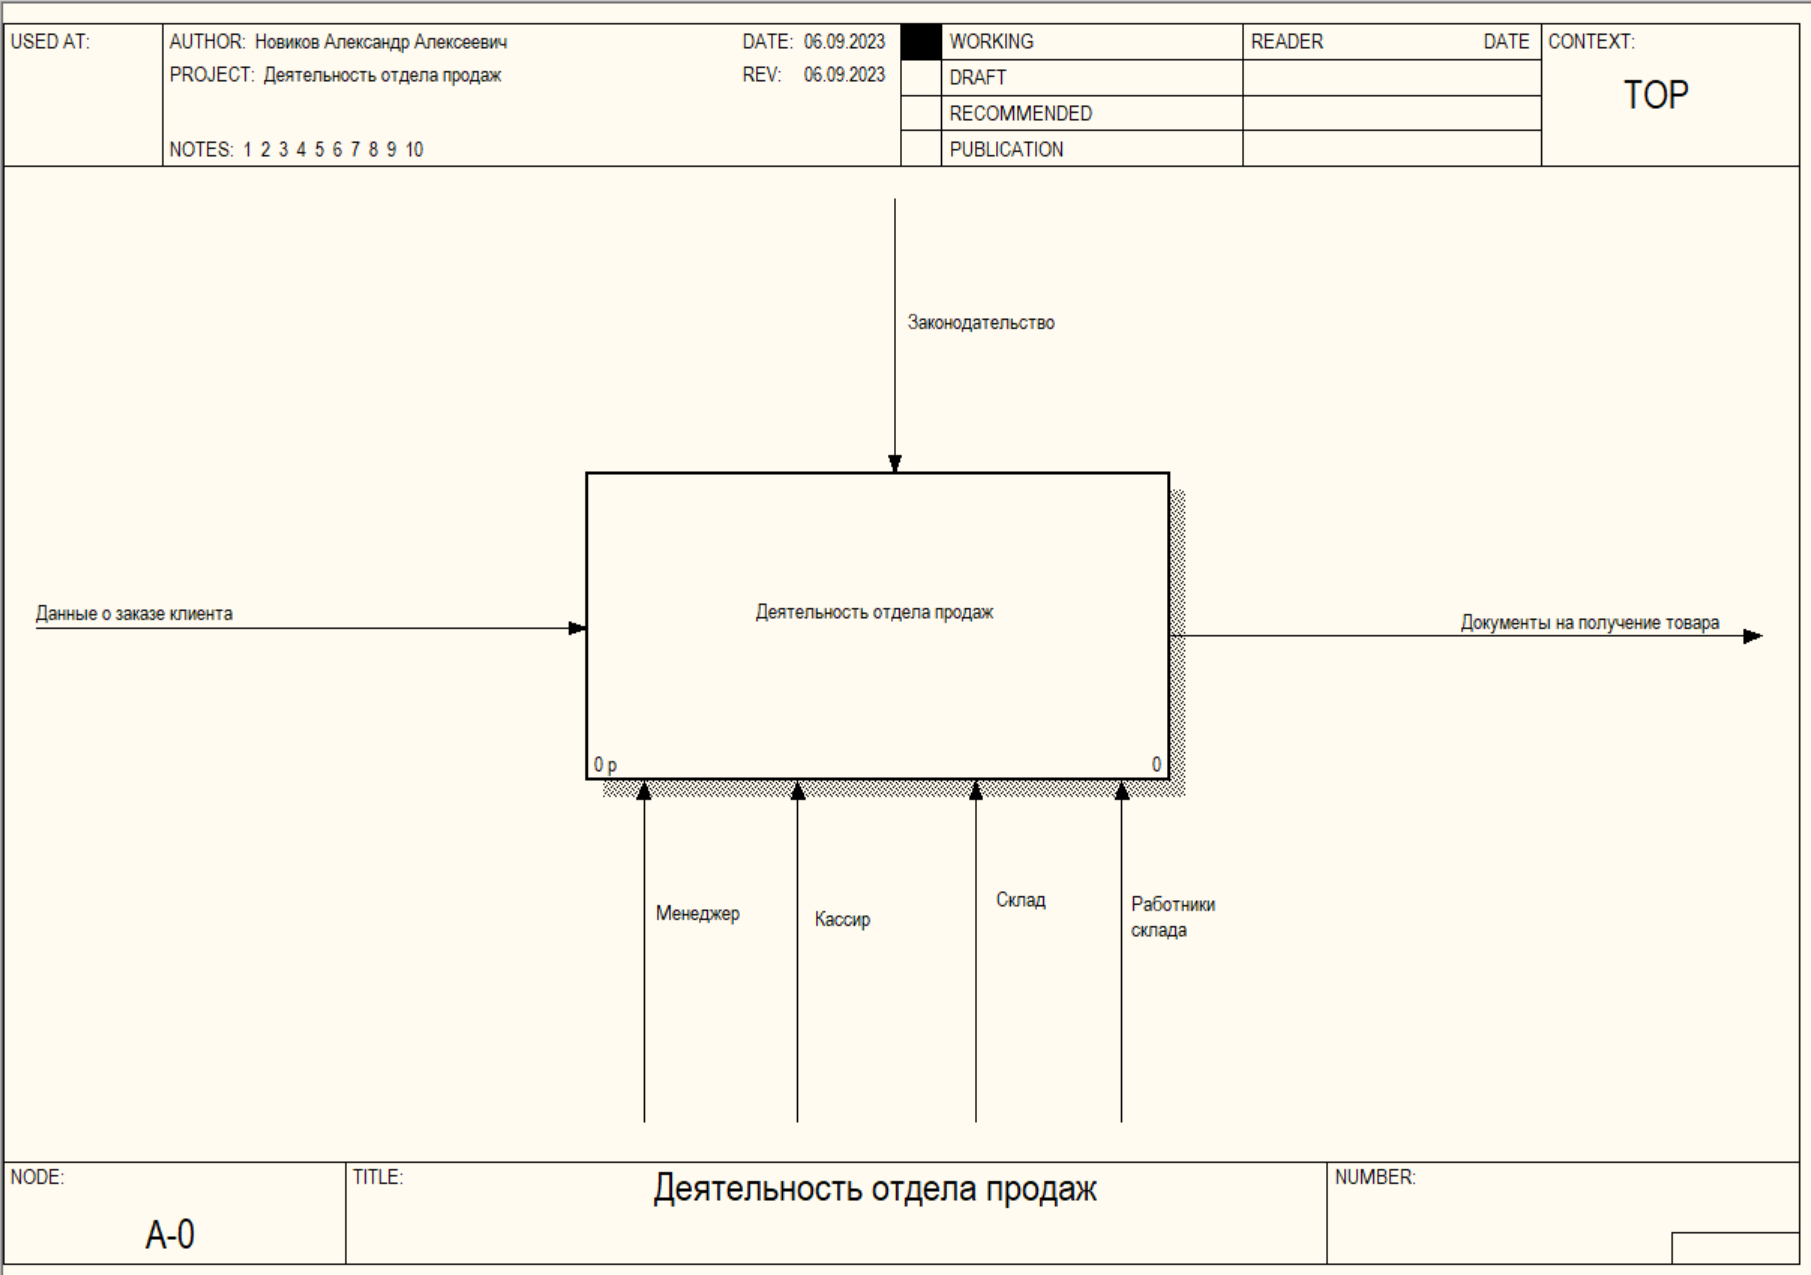 USED AT:
AUTHOR: Новиков Александр Алексеевич
DATE: 06.09.2023
PROJECT: Деятельность отдела продаж
REV: 06.09.2023
NOTES: 1 2 3 4 5 6 7 8 9 10
WORKING
DRAFT
RECOMMENDED
PUBLICATION
READER DATE
CONTEXT:
TOP
Законодательство
Данные о заказе клиента
Деятельность отдела продаж
Документы на получение товара
0 р
0
Менеджер
Кассир
Склад
Работники
склада
NODE:
A-0
TITLE:
Деятельность отдела продаж
NUMBER: